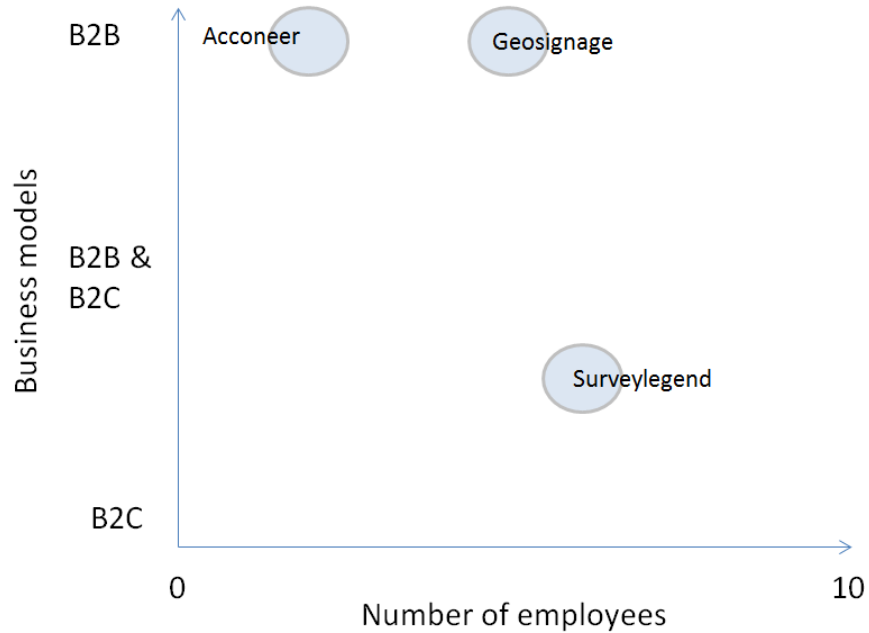 B2B
Acconeer
Geosignage
Business models
B2B &
B2C
Surveylegend
B2C
0
10
Number of employees